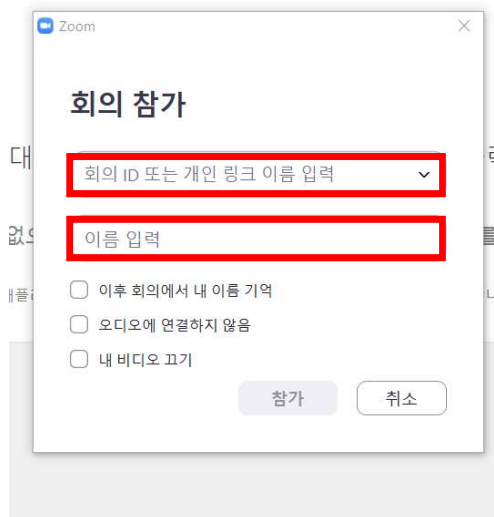 Zoom
회의 참가
대
회의 ID 또는 개인 링크 이름 입력
이름 입력
이후 회의에서 내 이름 기억
오디오에 연결하지 않음
내 비디오 끄기
참가 취소